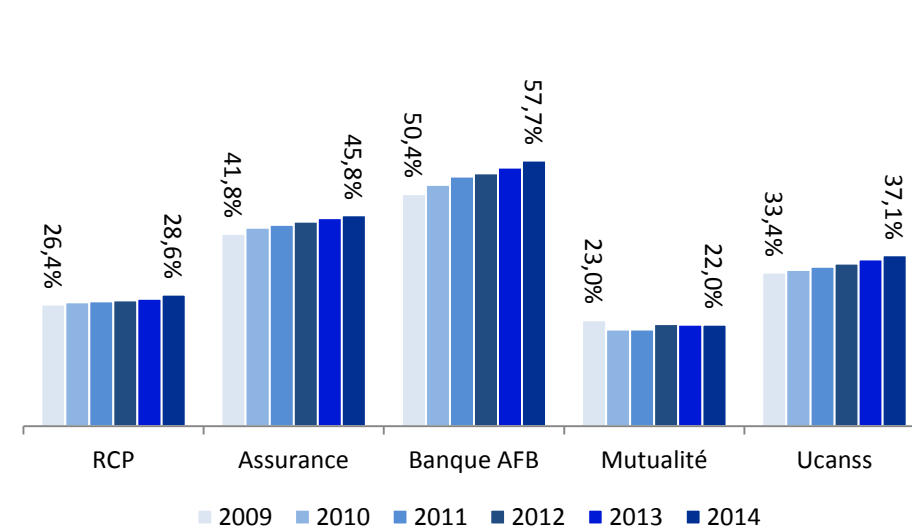 26,4%
28,6%
41,8%
45,8%
50,4%
57,7%
23,0%
22,0%
33,4%
37,1%
RCP
Assurance
Banque AFB
Mutualité
Ucanss
2009 2010 2011 2012 2013 2014